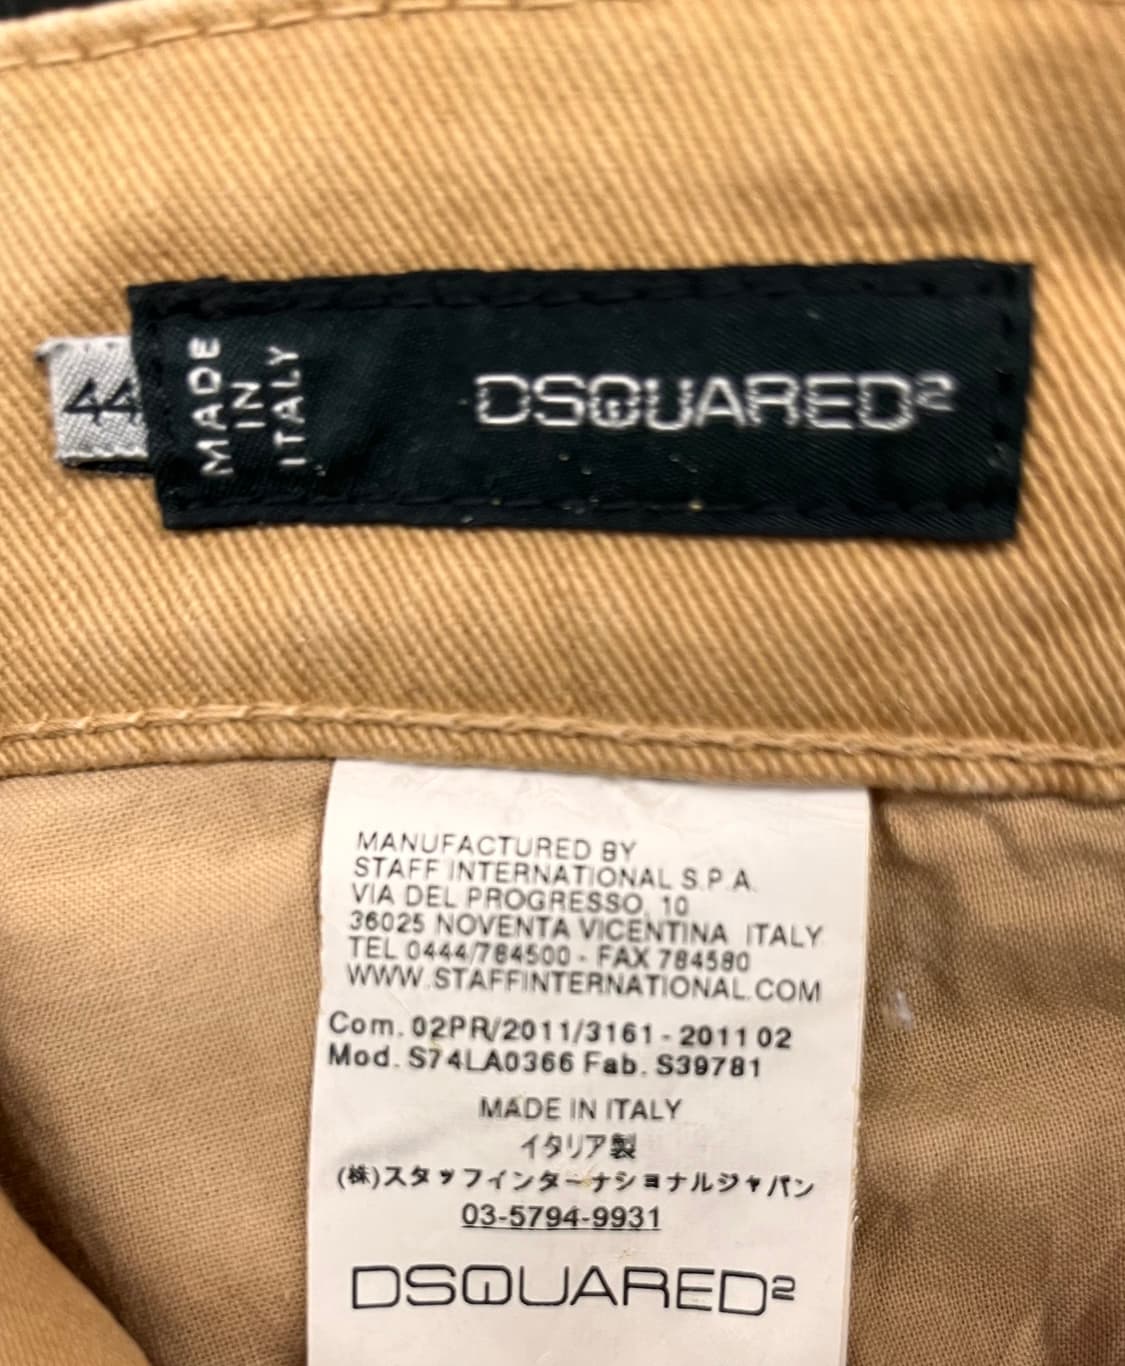 44
MADE
IN
ITALY
DSQUARED2
MANUFACTURED BY
STAFF INTERNATIONAL S.P.A.
VIA DEL PROGRESSO, 10
36025 NOVENTA VICENTINA ITALY
TEL 0444/784500 - FAX 784580
WWW.STAFFINTERNATIONAL.COM
Com. 02PR/2011/3161 - 2011 02
Mod. S74LA0366 Fab. S39781
MADE IN ITALY
イタリア製
(株)スタッフインターナショナルジャパン
03-5794-9931
DSQUARED2